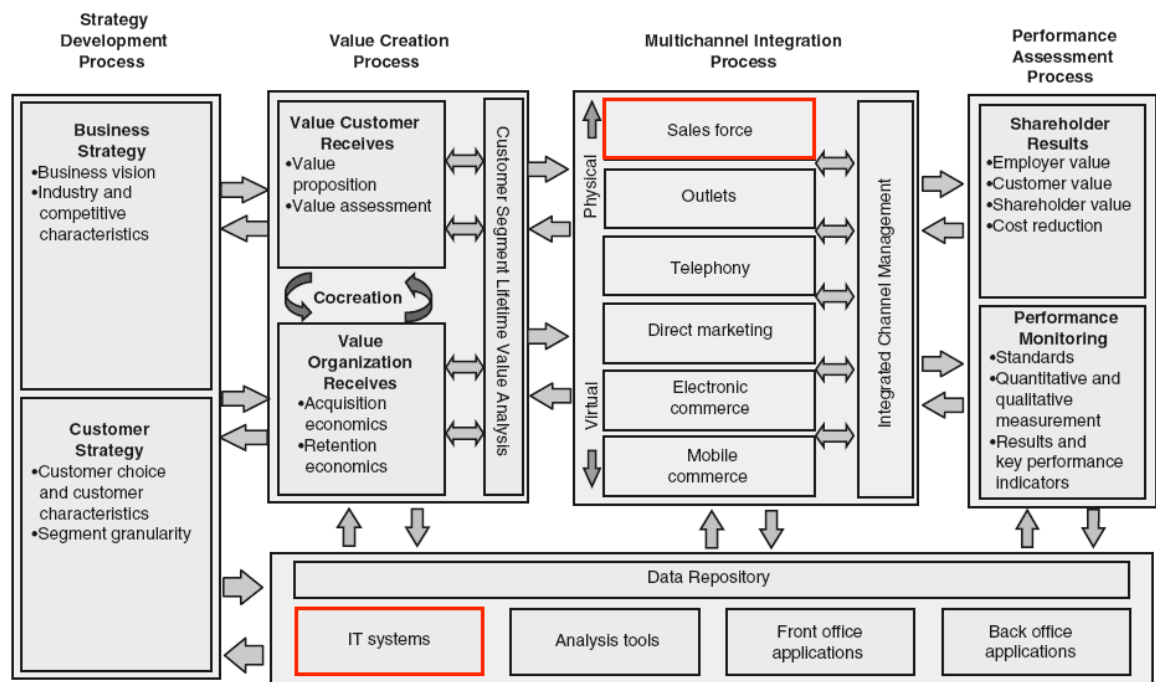 Strategy
Development
Process
Value Creation
Process
Multichannel Integration
Process
Performance
Assessment
Process
Business
Strategy
•Business vision
•Industry and
competitive
characteristics
Customer
Strategy
•Customer choice
and customer
characteristics
•Segment granularity
Value Customer
Receives
•Value
proposition
•Value assessment
Cocreation
Value
Organization
Receives
•Acquisition
economics
•Retention
economics
Customer Segment Lifetime Value Analysis
Physical
Virtual
Sales force
Outlets
Telephony
Direct marketing
Electronic
commerce
Mobile
commerce
Integrated Channel Management
Shareholder
Results
•Employer value
•Customer value
•Shareholder value
•Cost reduction
Performance
Monitoring
•Standards
•Quantitative and
qualitative
measurement
•Results and
key performance
indicators
Data Repository
IT systems
Analysis tools
Front office
applications
Back office
applications